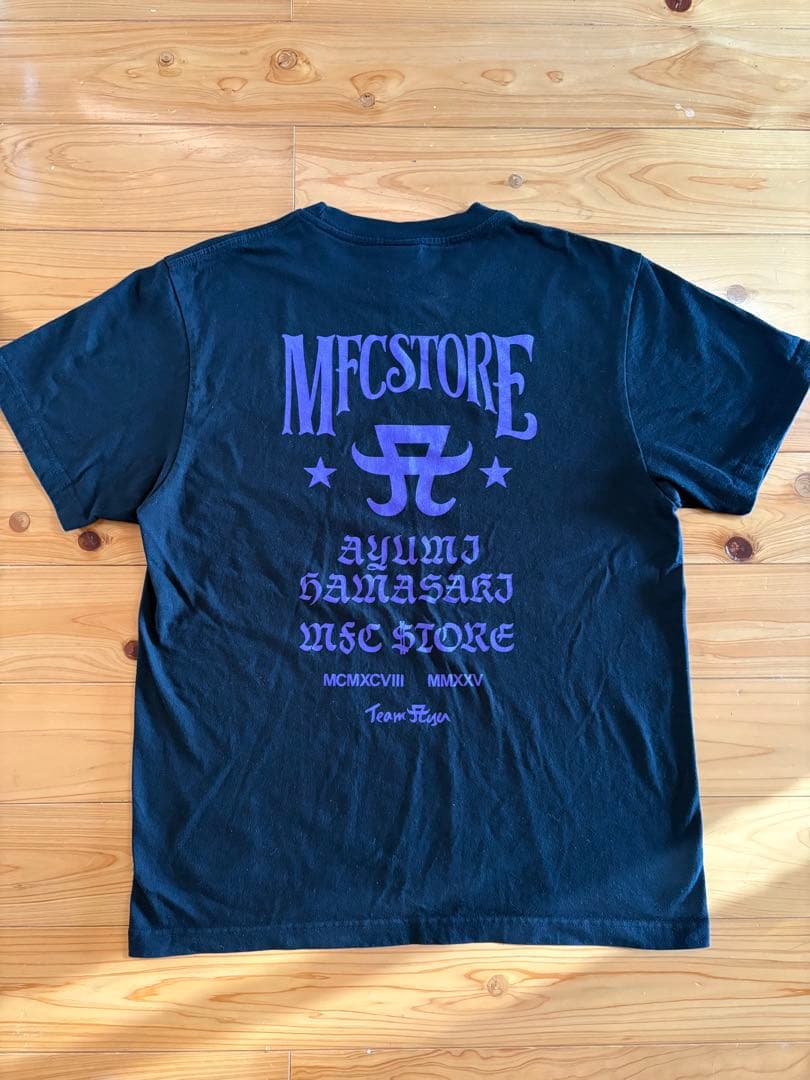 MFCSTORE
AYUMI
HAMASAKI
MFC $TORE
MCMXCVIII MMXXV
Team Ayu